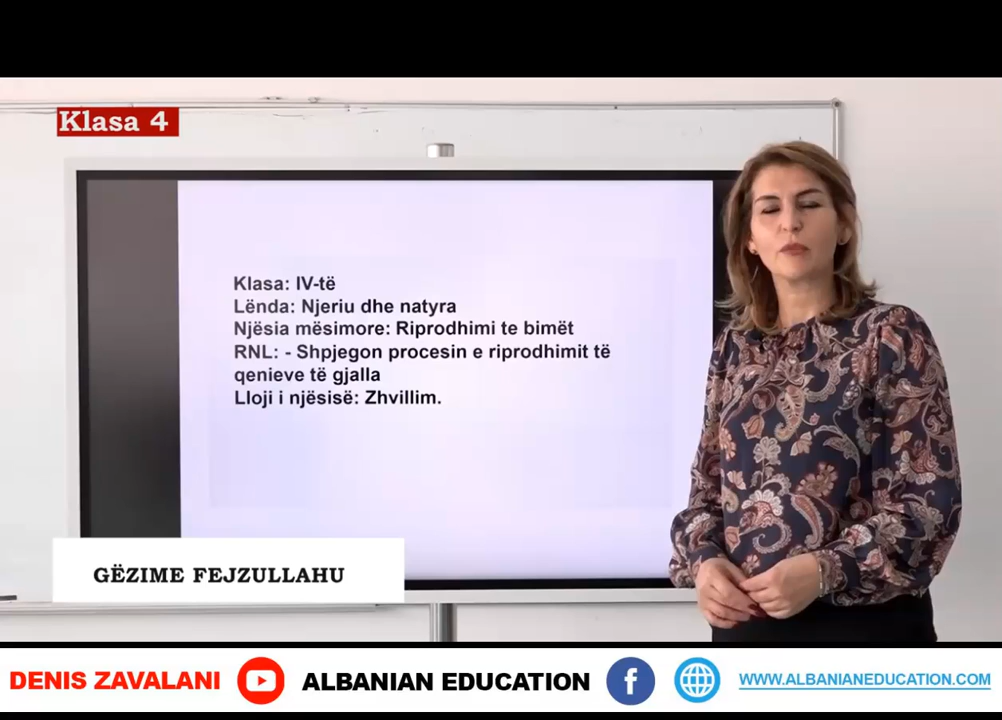 Klasa 4
Klasa: IV-të
Lënda: Njeriu dhe natyra
Njësia mësimore: Riprodhimi te bimët
RNL: - Shpjegon procesin e riprodhimit të
qenieve të gjalla
Lloji i njësisë: Zhvillim.
GËZIME FEJZULLAHU
DENIS ZAVALANI
ALBANIAN EDUCATION
f
WWW.ALBANIANEDUCATION.COM